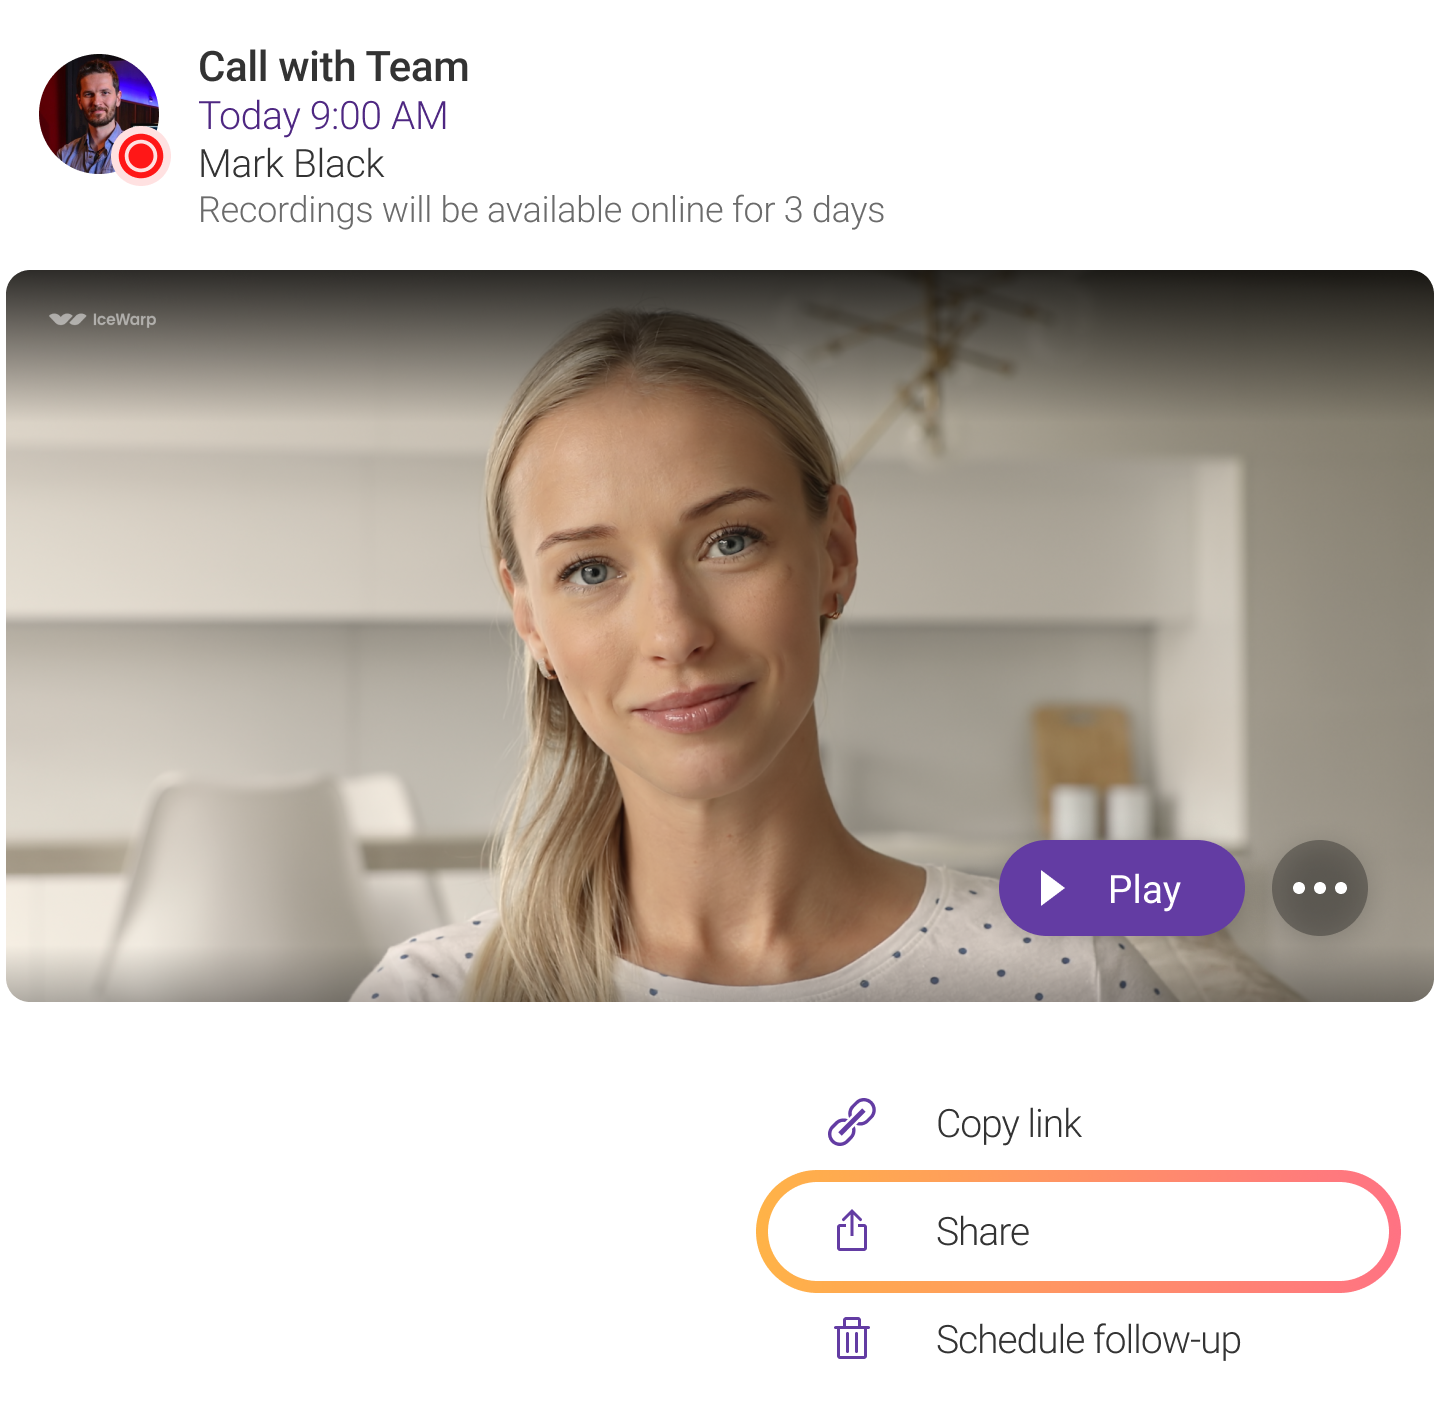 Call with Team
Today 9:00 AM
Mark Black
Recordings will be available online for 3 days
IceWarp
Play
Copy link
Share
Schedule follow-up